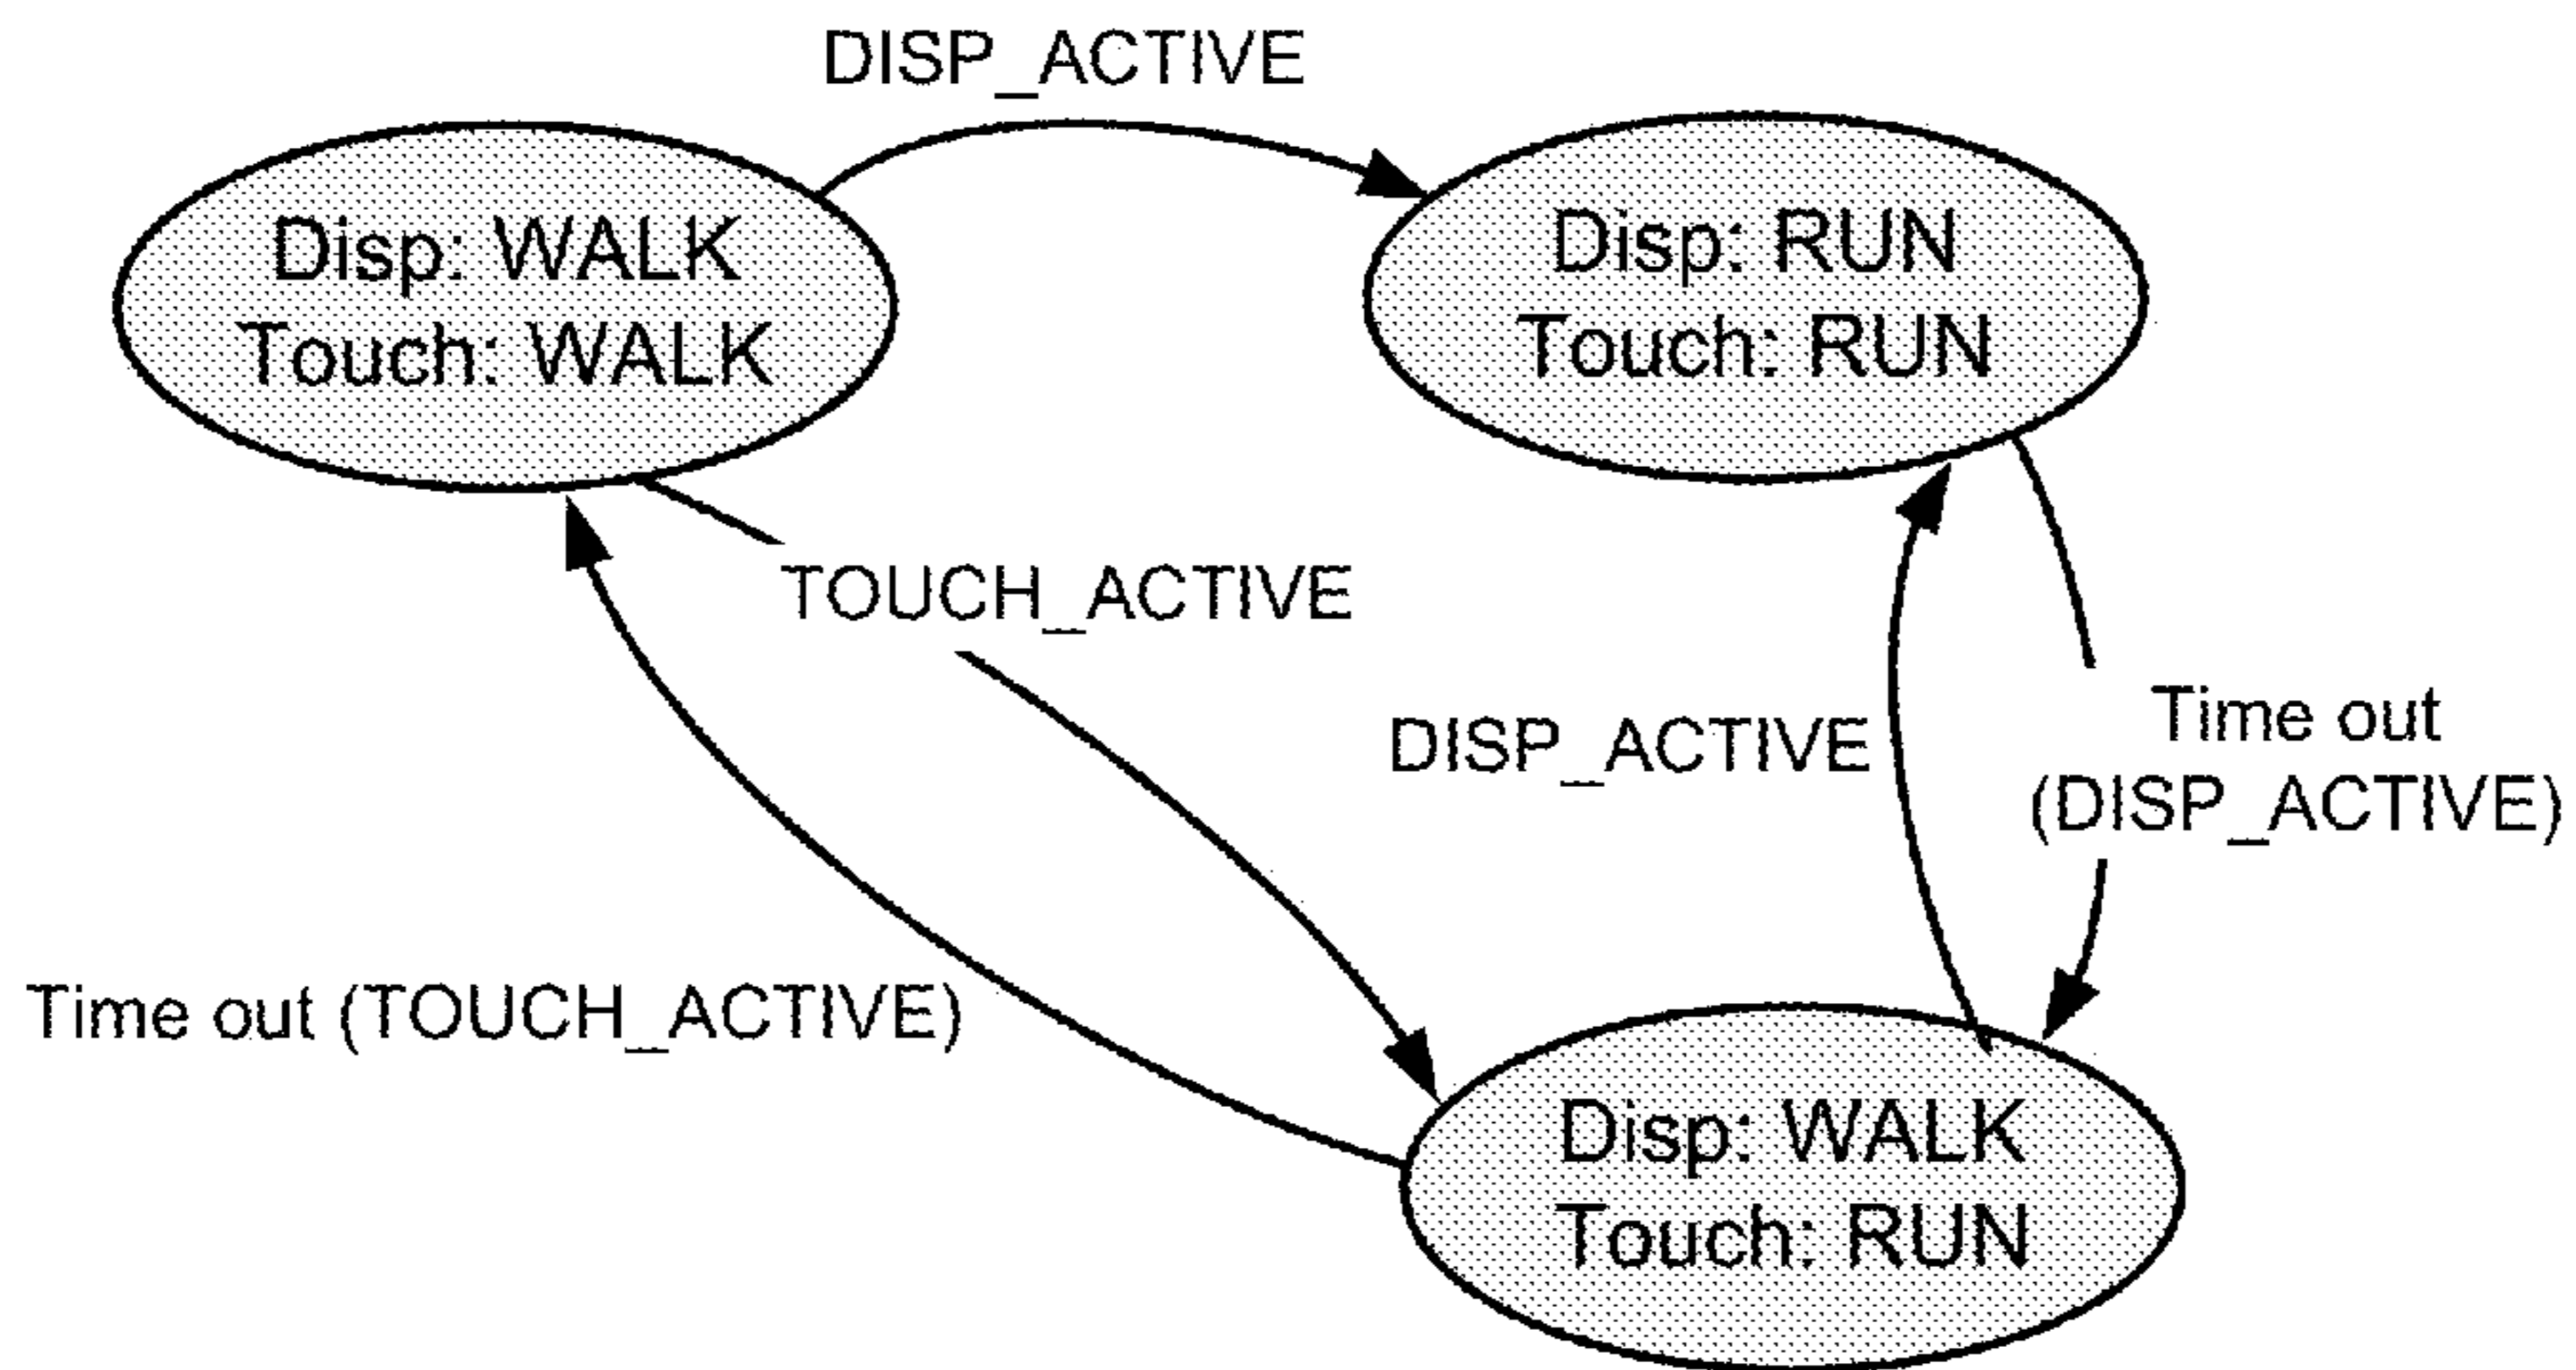 DISP_ACTIVE
Disp: WALK
Touch: WALK
Disp: RUN
Touch: RUN
TOUCH_ACTIVE
DISP_ACTIVE
Time out
(DISP_ACTIVE)
Time out (TOUCH_ACTIVE)
Disp: WALK
Touch: RUN